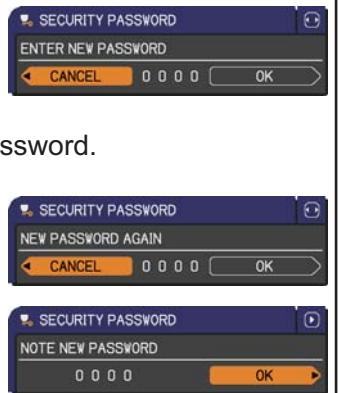 SECURITY PASSWORD
ENTER NEW PASSWORD
CANCEL 0 0 0 0 OK
ssword.
SECURITY PASSWORD
NEW PASSWORD AGAIN
CANCEL 0 0 0 0 OK
SECURITY PASSWORD
NOTE NEW PASSWORD
0 0 0 0 OK